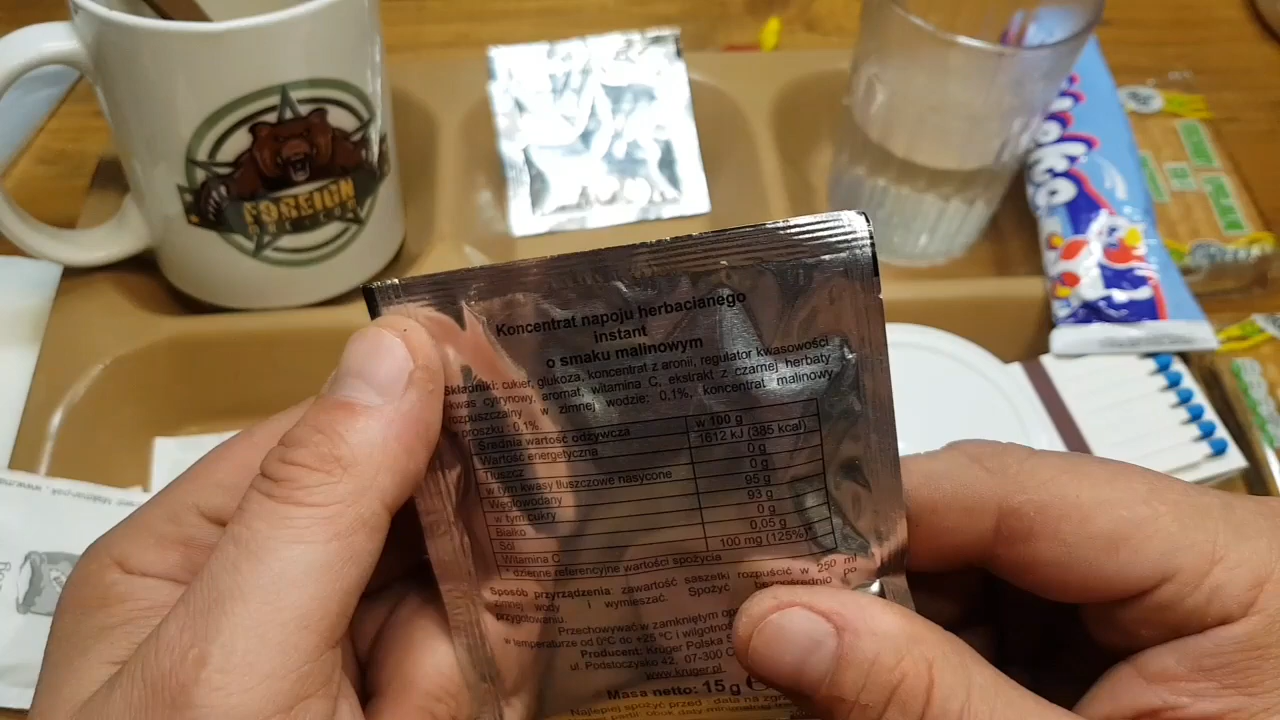 FOREIGN
Koncentrat napoju herbacianego
instant
o smaku malinowym
Składniki: cukier, glukoza, koncentrat z aronii, regulator kwasowości
kwas cytrynowy, aromat, witamina C, ekstrakt z czarnej herbaty
rozpuszczalny w zimnej wodzie: 0,1%, koncentrat malinowy
w proszku : 0,1%.
Średnia wartość odżywcza w 100 g
Wartość energetyczna 1612 kJ (385 kcal)
Tłuszcz 0 g
w tym kwasy tłuszczowe nasycone 0 g
Węglowodany 95 g
w tym cukry 93 g
Białko 0 g
Sól 0,05 g
Witamina C 100 mg (125%)*
* dzienne referencyjne wartości spożycia
Sposób przyrządzenia: zawartość saszetki rozpuścić w 250 ml
zimnej wody i wymieszać. Spożyć bezpośrednio po
przygotowaniu.
Przechowywać w zamkniętym
w temperaturze od 0°C do +25 °C i
Producent: Krüger Polska
ul. Podstoczysko 42, 07-300
www.kruger.pl
Masa netto: 15 g e
Najlepiej spożyć przed : data na